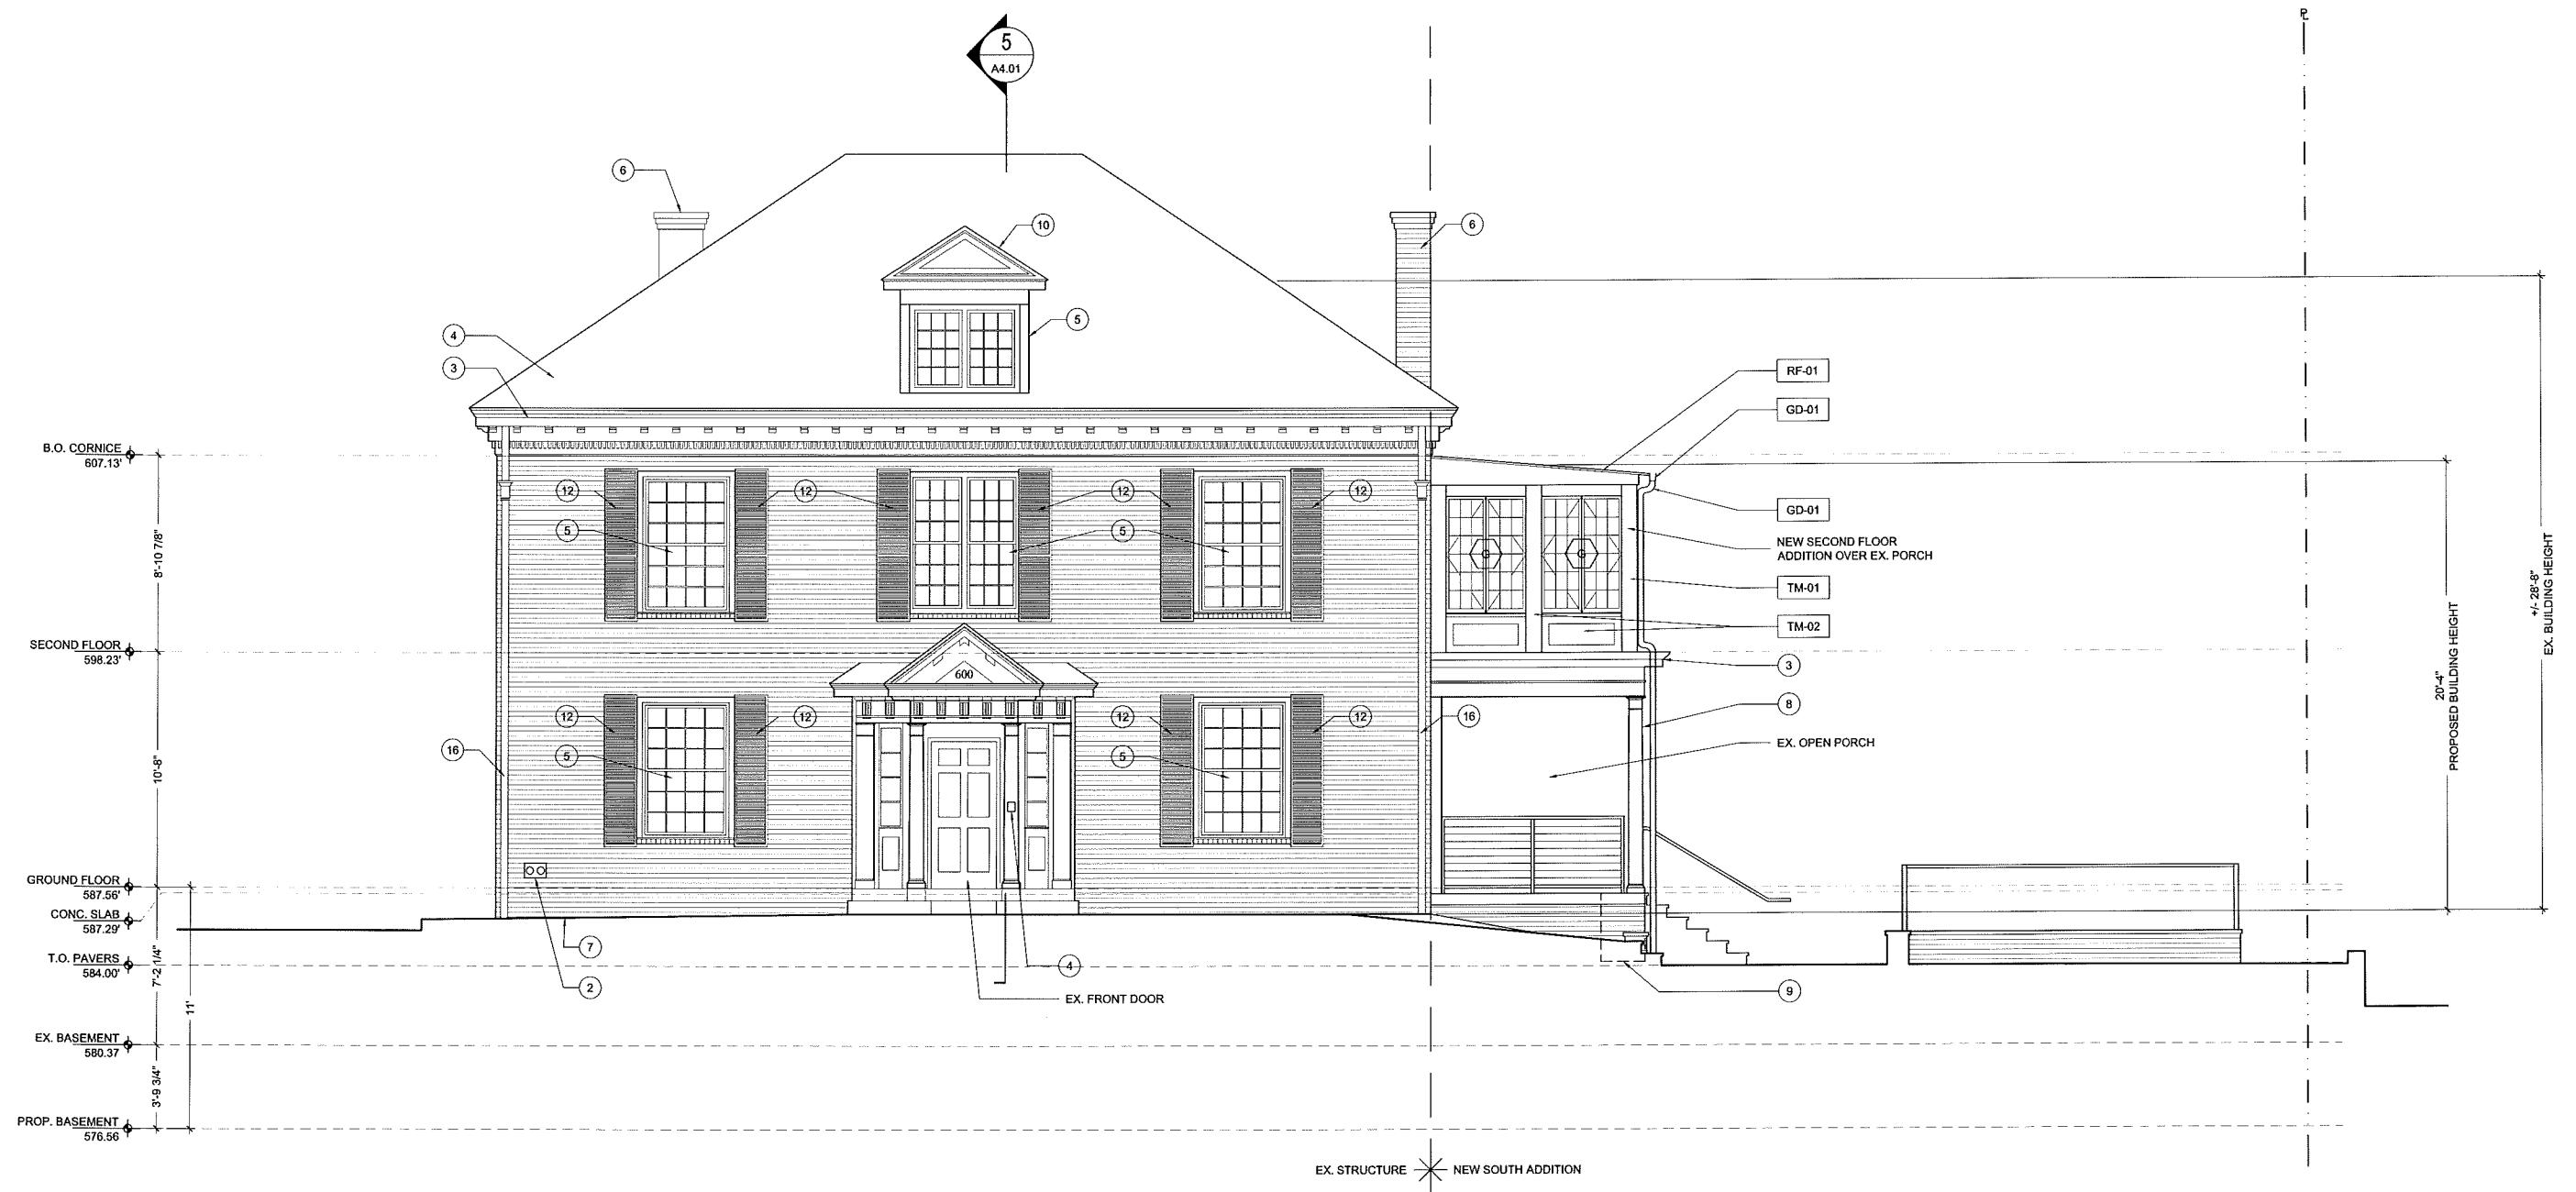 ℄
5
A4.01
6
6
10
5
4
3
RF-01
GD-01
B.O. CORNICE
607.13'
12
12
12
12
GD-01
5
5
NEW SECOND FLOOR
ADDITION OVER EX. PORCH
8'-10 7/8"
TM-01
TM-02
+/- 28'-8"
EX. BUILDING HEIGHT
20'-4"
PROPOSED BUILDING HEIGHT
SECOND FLOOR
598.23'
600
3
8
12
12
12
12
16
16
EX. OPEN PORCH
5
5
10'-8"
GROUND FLOOR
587.56'
CONC. SLAB
587.29'
7
T.O. PAVERS
584.00'
7'-2 1/4"
4
2
9
EX. FRONT DOOR
11'
EX. BASEMENT
580.37
3'-9 3/4"
PROP. BASEMENT
576.56
EX. STRUCTURE
NEW SOUTH ADDITION